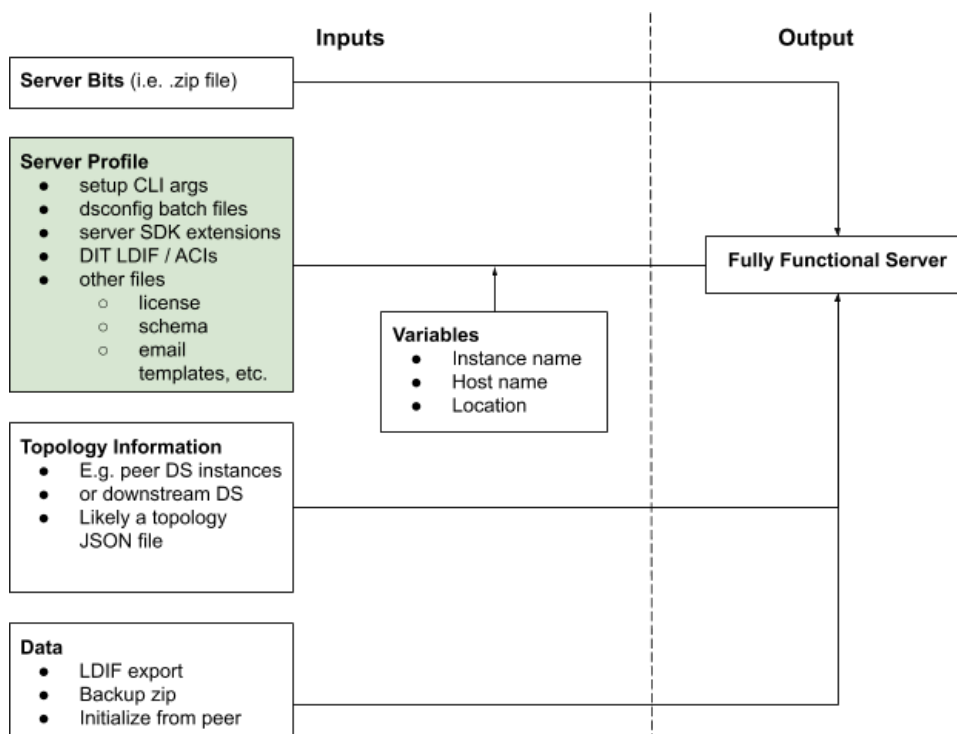 Inputs
Output
Server Bits (i.e. .zip file)
Server Profile
● setup CLI args
● dsconfig batch files
● server SDK extensions
● DIT LDIF / ACIs
● other files
○ license
○ schema
○ email
templates, etc.
Fully Functional Server
Variables
● Instance name
● Host name
● Location
Topology Information
● E.g. peer DS instances
● or downstream DS
● Likely a topology
JSON file
Data
● LDIF export
● Backup zip
● Initialize from peer